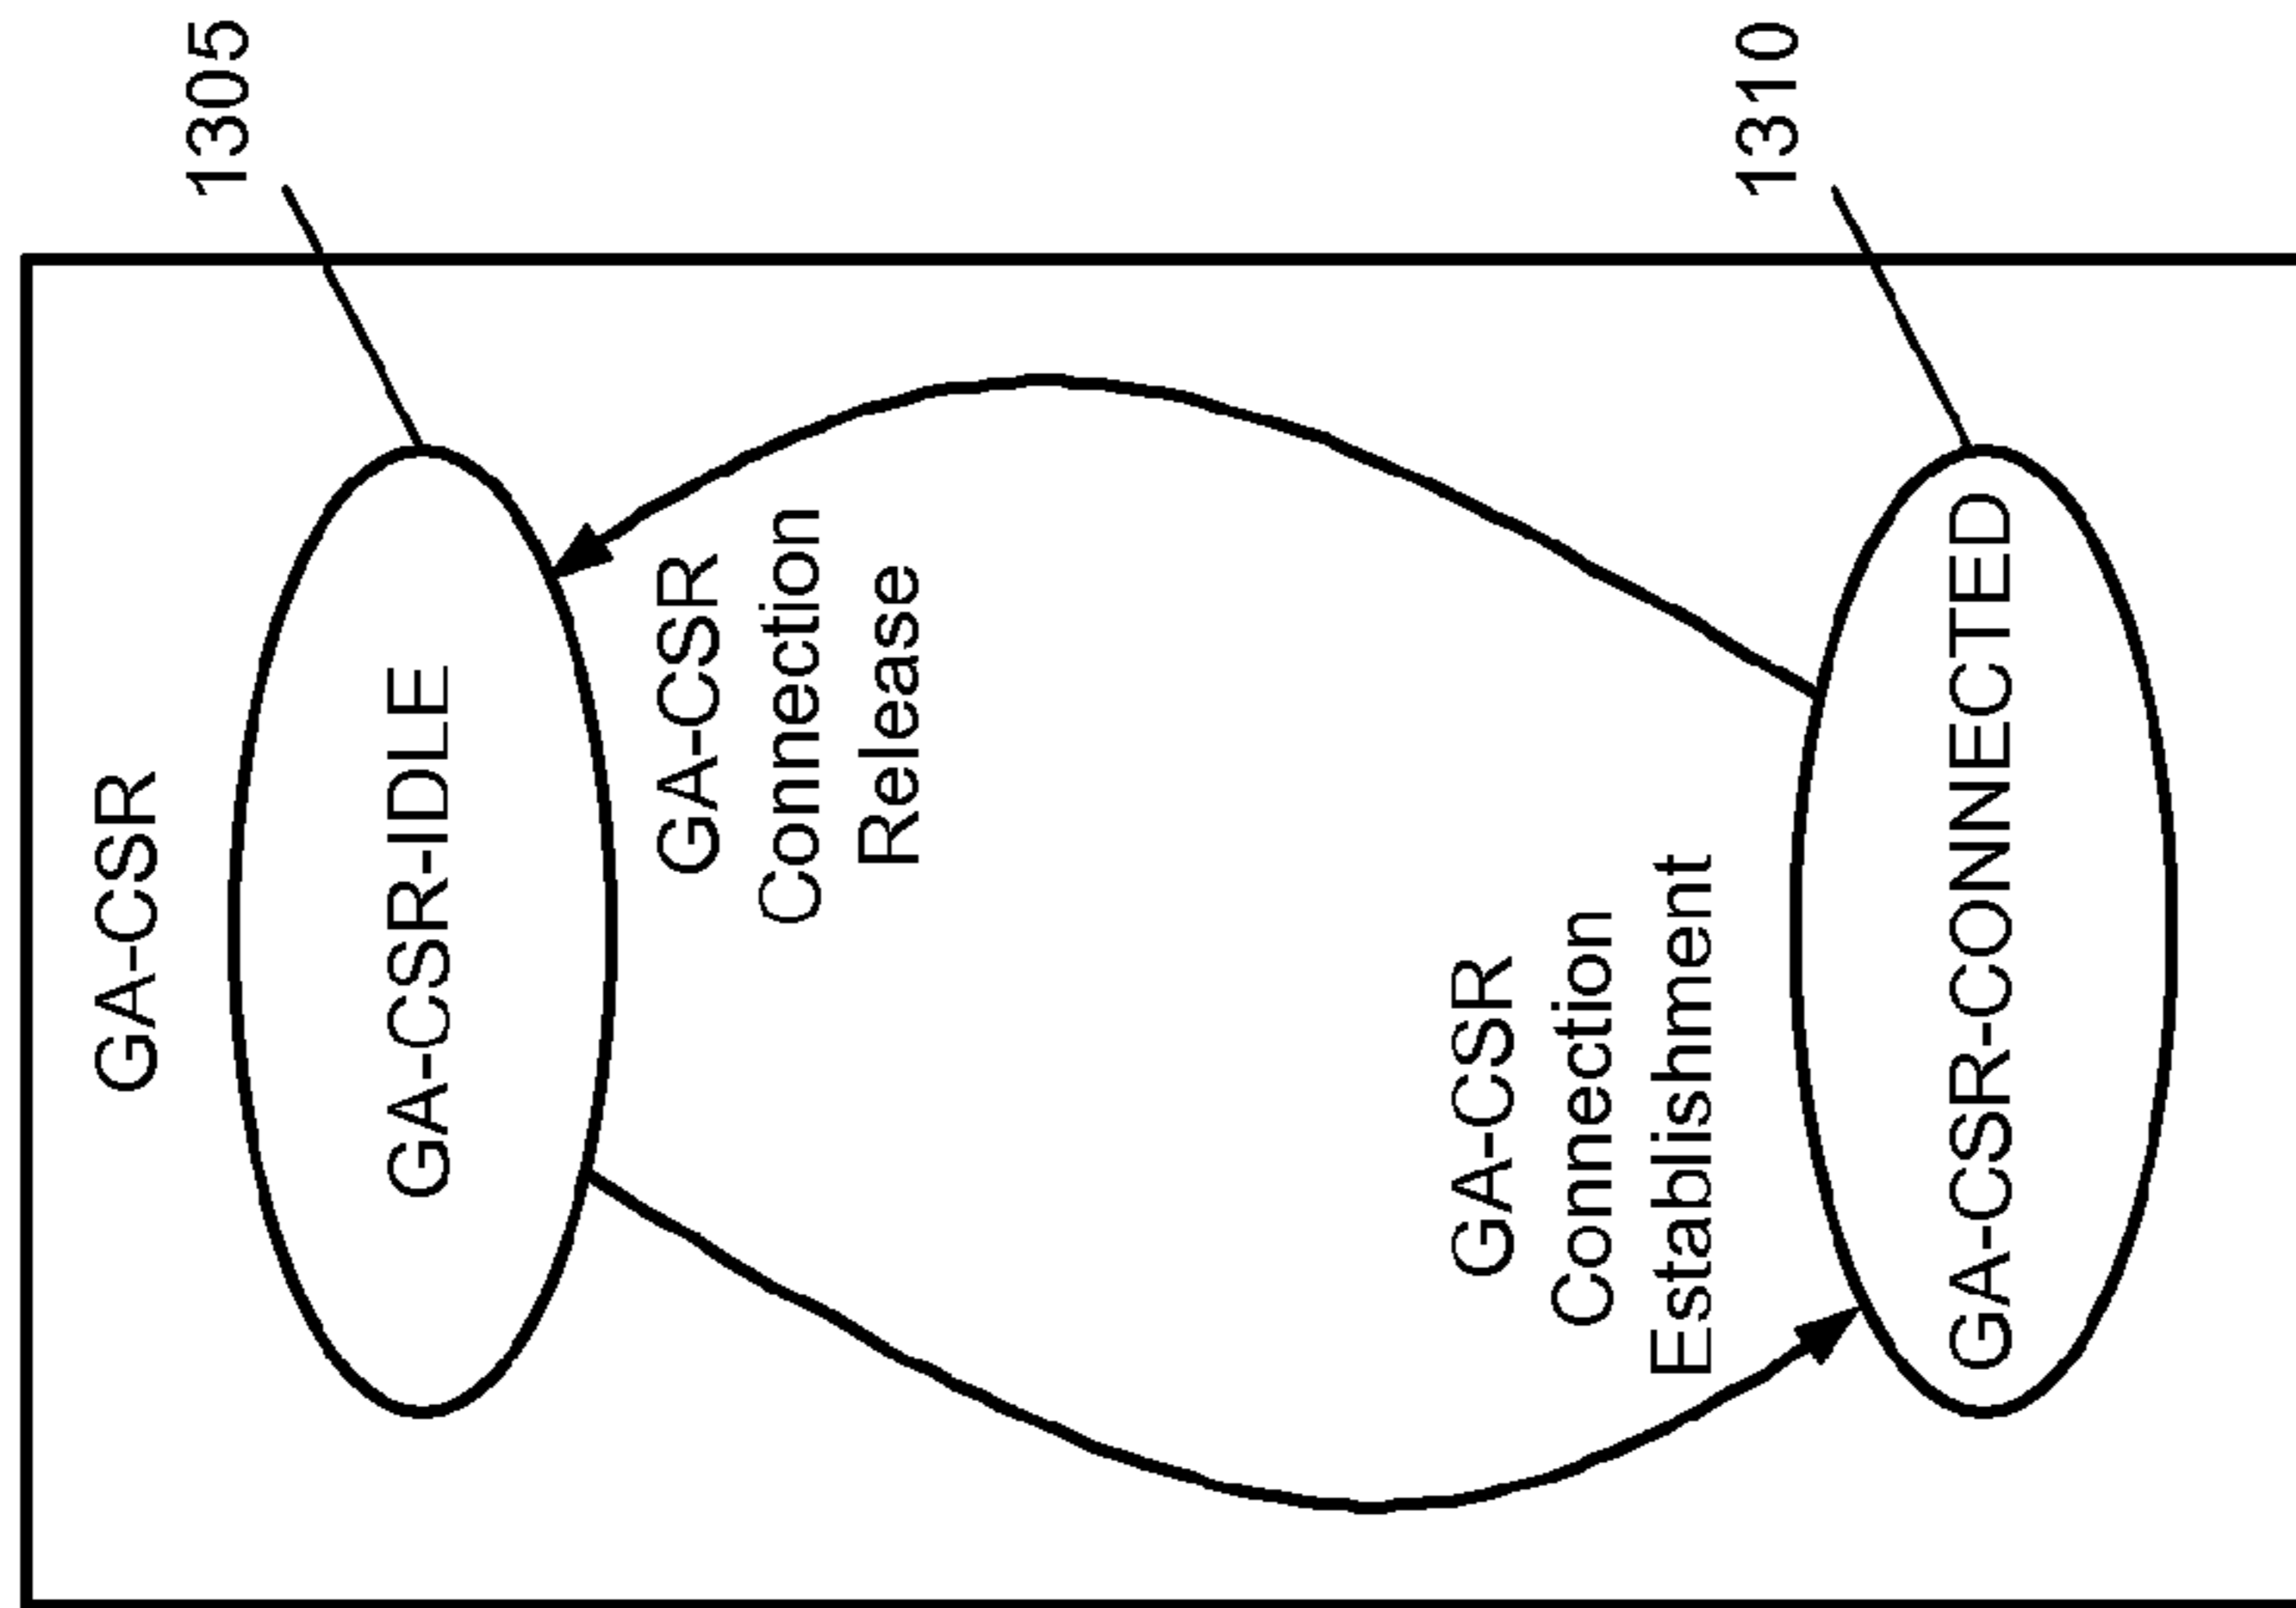 GA-CSR
1305
GA-CSR-IDLE
GA-CSR
Connection
Release
GA-CSR
Connection
Establishment
1310
GA-CSR-CONNECTED